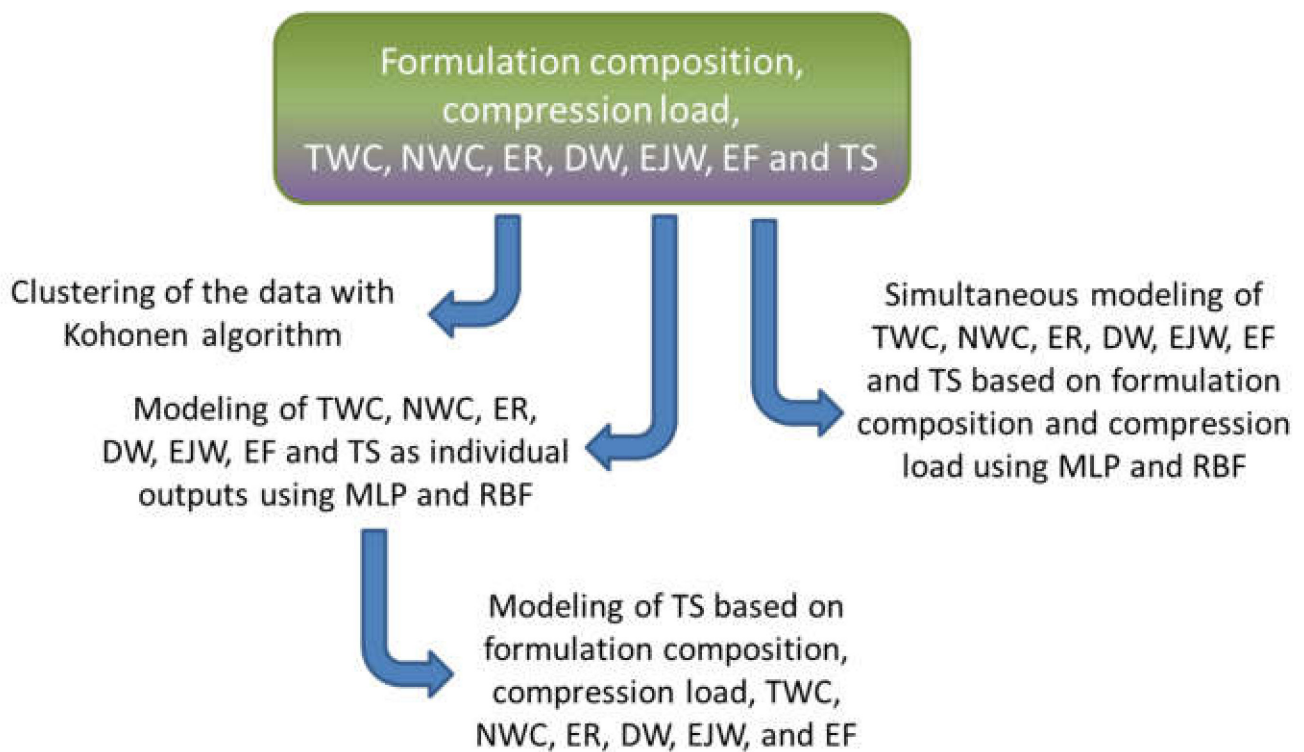 Formulation composition,
compression load,
TWC, NWC, ER, DW, EJW, EF and TS
Clustering of the data with
Kohonen algorithm
Modeling of TWC, NWC, ER,
DW, EJW, EF and TS as individual
outputs using MLP and RBF
Simultaneous modeling of
TWC, NWC, ER, DW, EJW, EF
and TS based on formulation
composition and compression
load using MLP and RBF
Modeling of TS based on
formulation composition,
compression load, TWC,
NWC, ER, DW, EJW, and EF